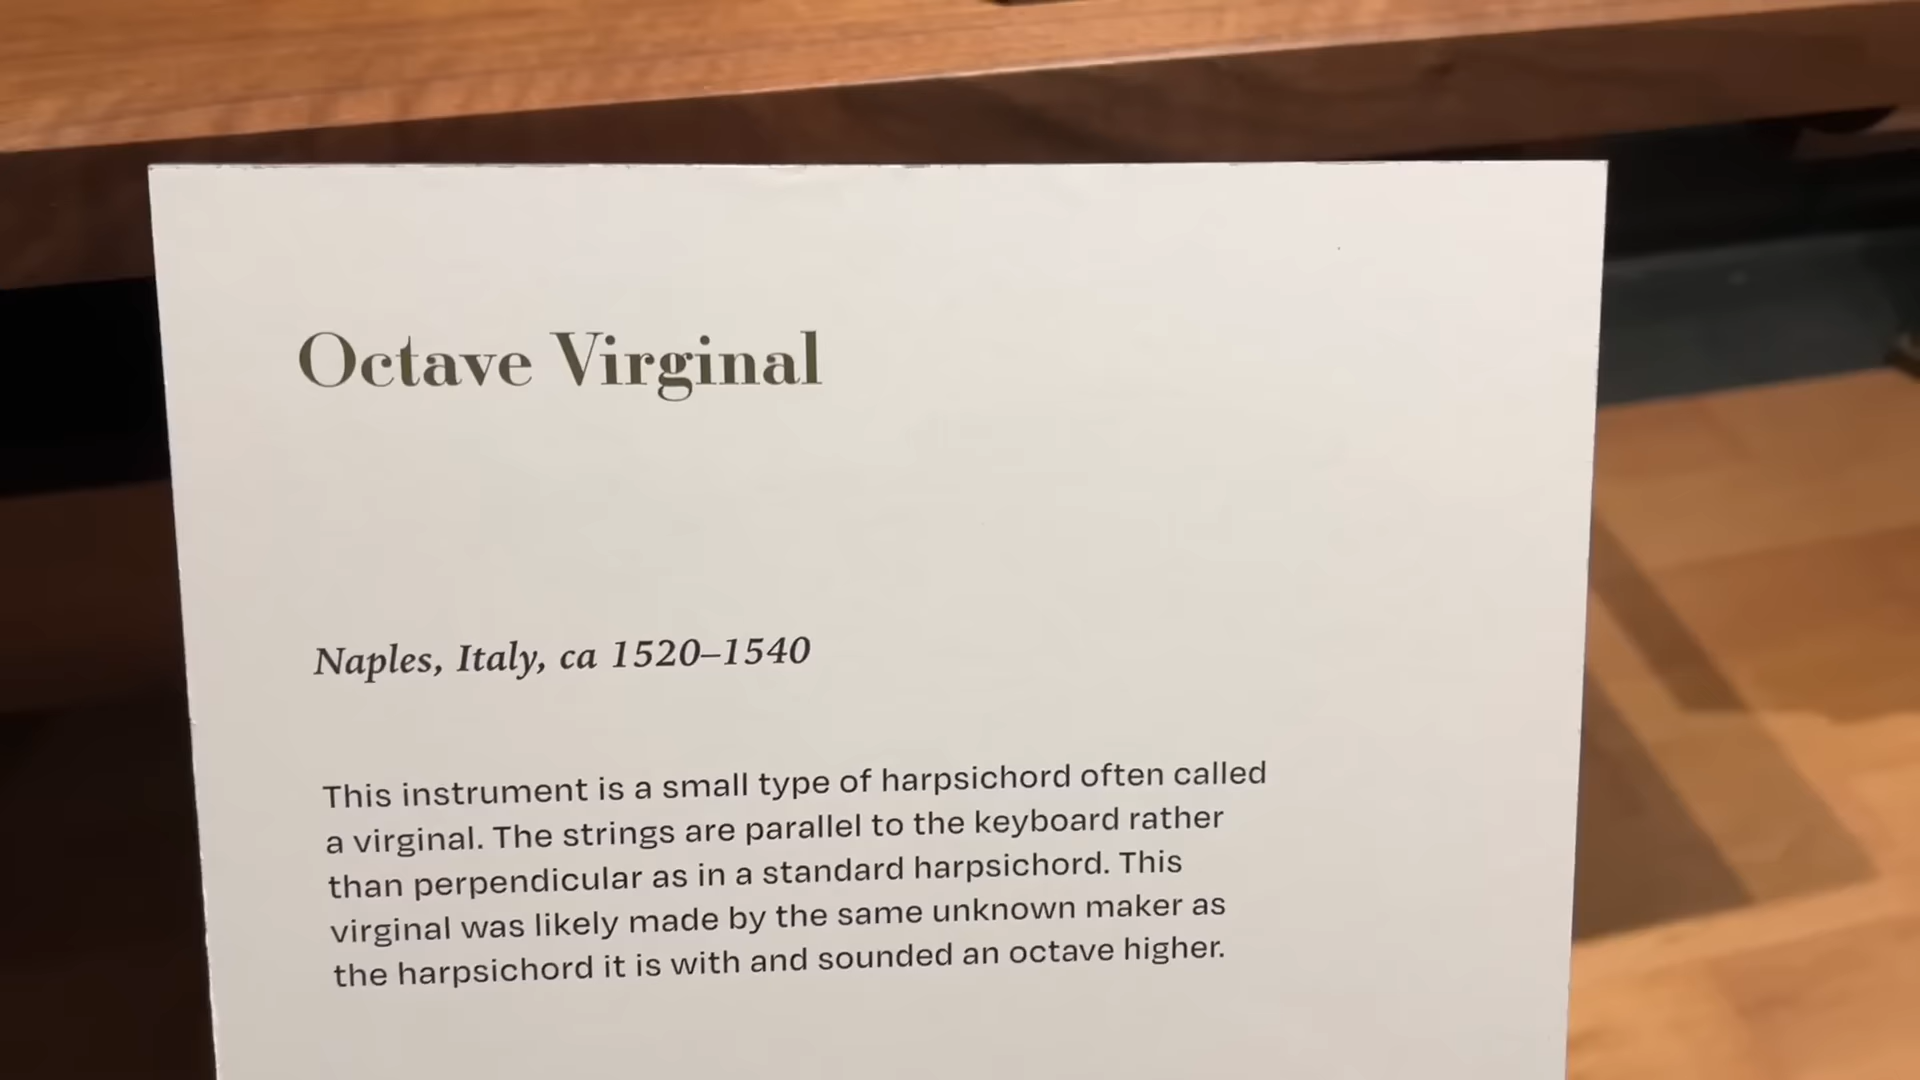 Octave Virginal
Naples, Italy, ca 1520–1540
This instrument is a small type of harpsichord often called
a virginal. The strings are parallel to the keyboard rather
than perpendicular as in a standard harpsichord. This
virginal was likely made by the same unknown maker as
the harpsichord it is with and sounded an octave higher.